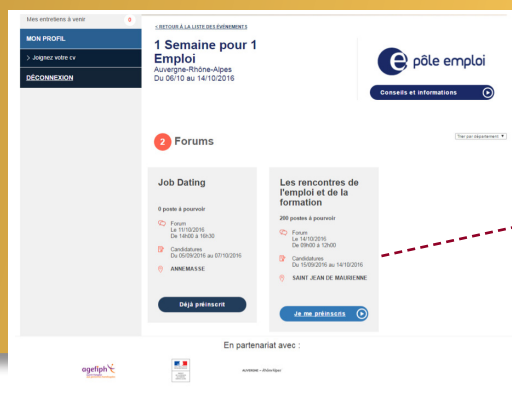 Mes entretiens à venir 0
MON PROFIL
> Joignez votre cv
DÉCONNEXION
< RETOUR À LA LISTE DES ÉVÉNEMENTS
1 Semaine pour 1
Emploi
Auvergne-Rhône-Alpes
Du 06/10 au 14/10/2016
pôle emploi
Conseils et informations
2 Forums
Trier par département
Job Dating
0 poste à pourvoir
Forum
Le 11/10/2016
De 14h00 à 16h30
Candidatures
Du 05/09/2016 au 07/10/2016
ANNEMASSE
Déjà préinscrit
Les rencontres de
l'emploi et de la
formation
200 postes à pourvoir
Forum
Le 14/10/2016
De 09h00 à 12h00
Candidatures
Du 15/09/2016 au 14/10/2016
SAINT JEAN DE MAURIENNE
Je me préinscris
En partenariat avec :
agefiph
AUVERGNE - RhôneAlpes